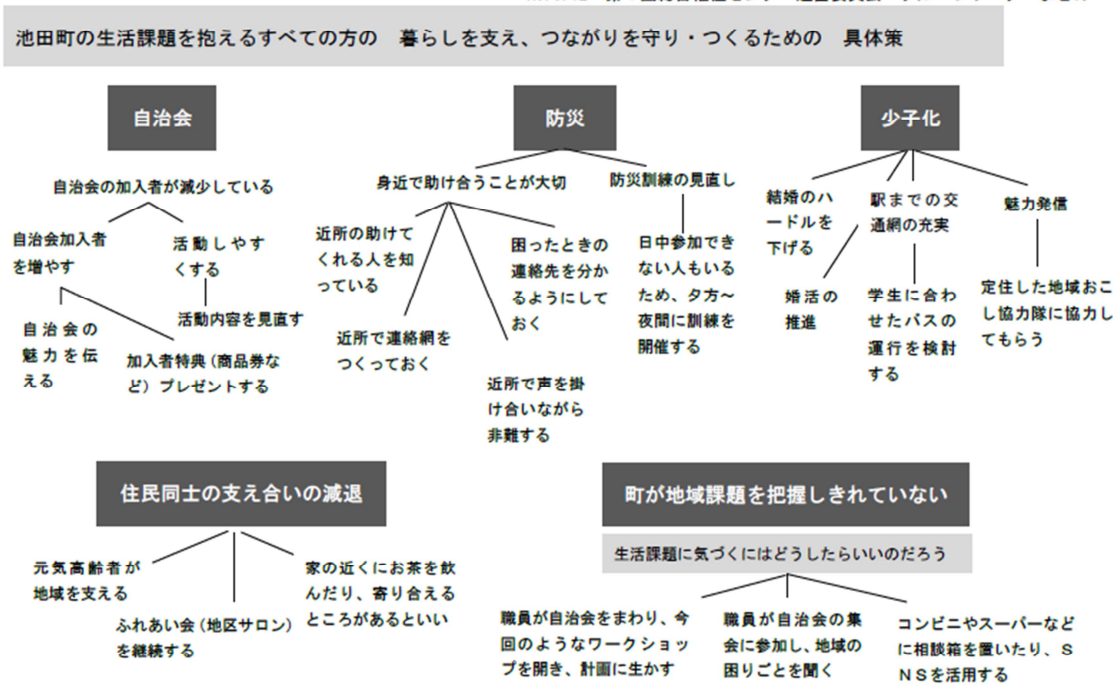 池田町の生活課題を抱えるすべての方の　暮らしを支え、つながりを守り・つくるための　具体策
自治会
自治会の加入者が減少している
自治会加入者
を増やす
活動しやす
くする
自治会の
魅力を伝
える
加入者特典(商品券な
ど）プレゼントする
活動内容を見直す
防災
身近で助け合うことが大切
近所の助けて
くれる人を知
っている
近所で連絡網を
つくっておく
近所で声を掛
け合いながら
非難する
困ったときの
連絡先を分か
るようにして
おく
防災訓練の見直し
日中参加でき
ない人もいる
ため、夕方～
夜間に訓練を
開催する
少子化
結婚のハ
ードルを
下げる
婚活の
推進
駅までの交
通網の充実
学生に合わ
せたバスの
運行を検討
する
魅力発信
定住した地域おこ
し協力隊に協力し
てもらう
住民同士の支え合いの減退
元気高齢者が
地域を支える
ふれあい会(地区サロン)
を継続する
家の近くにお茶を飲
んだり、寄り合える
ところがあるといい
町が地域課題を把握しきれていない
生活課題に気づくにはどうしたらいいのだろう
職員が自治会をまわり、今
回のようなワークショッ
プを開き、計画に生かす
職員が自治会の集
会に参加し、地域の
困りごとを聞く
コンビニやスーパーなど
に相談箱を置いたり、Ｓ
ＮＳを活用する